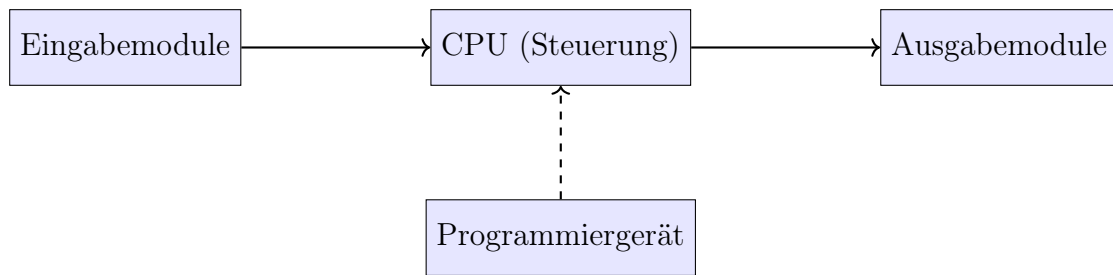 Eingabemodule
CPU (Steuerung)
Ausgabemodule
Programmiergerät